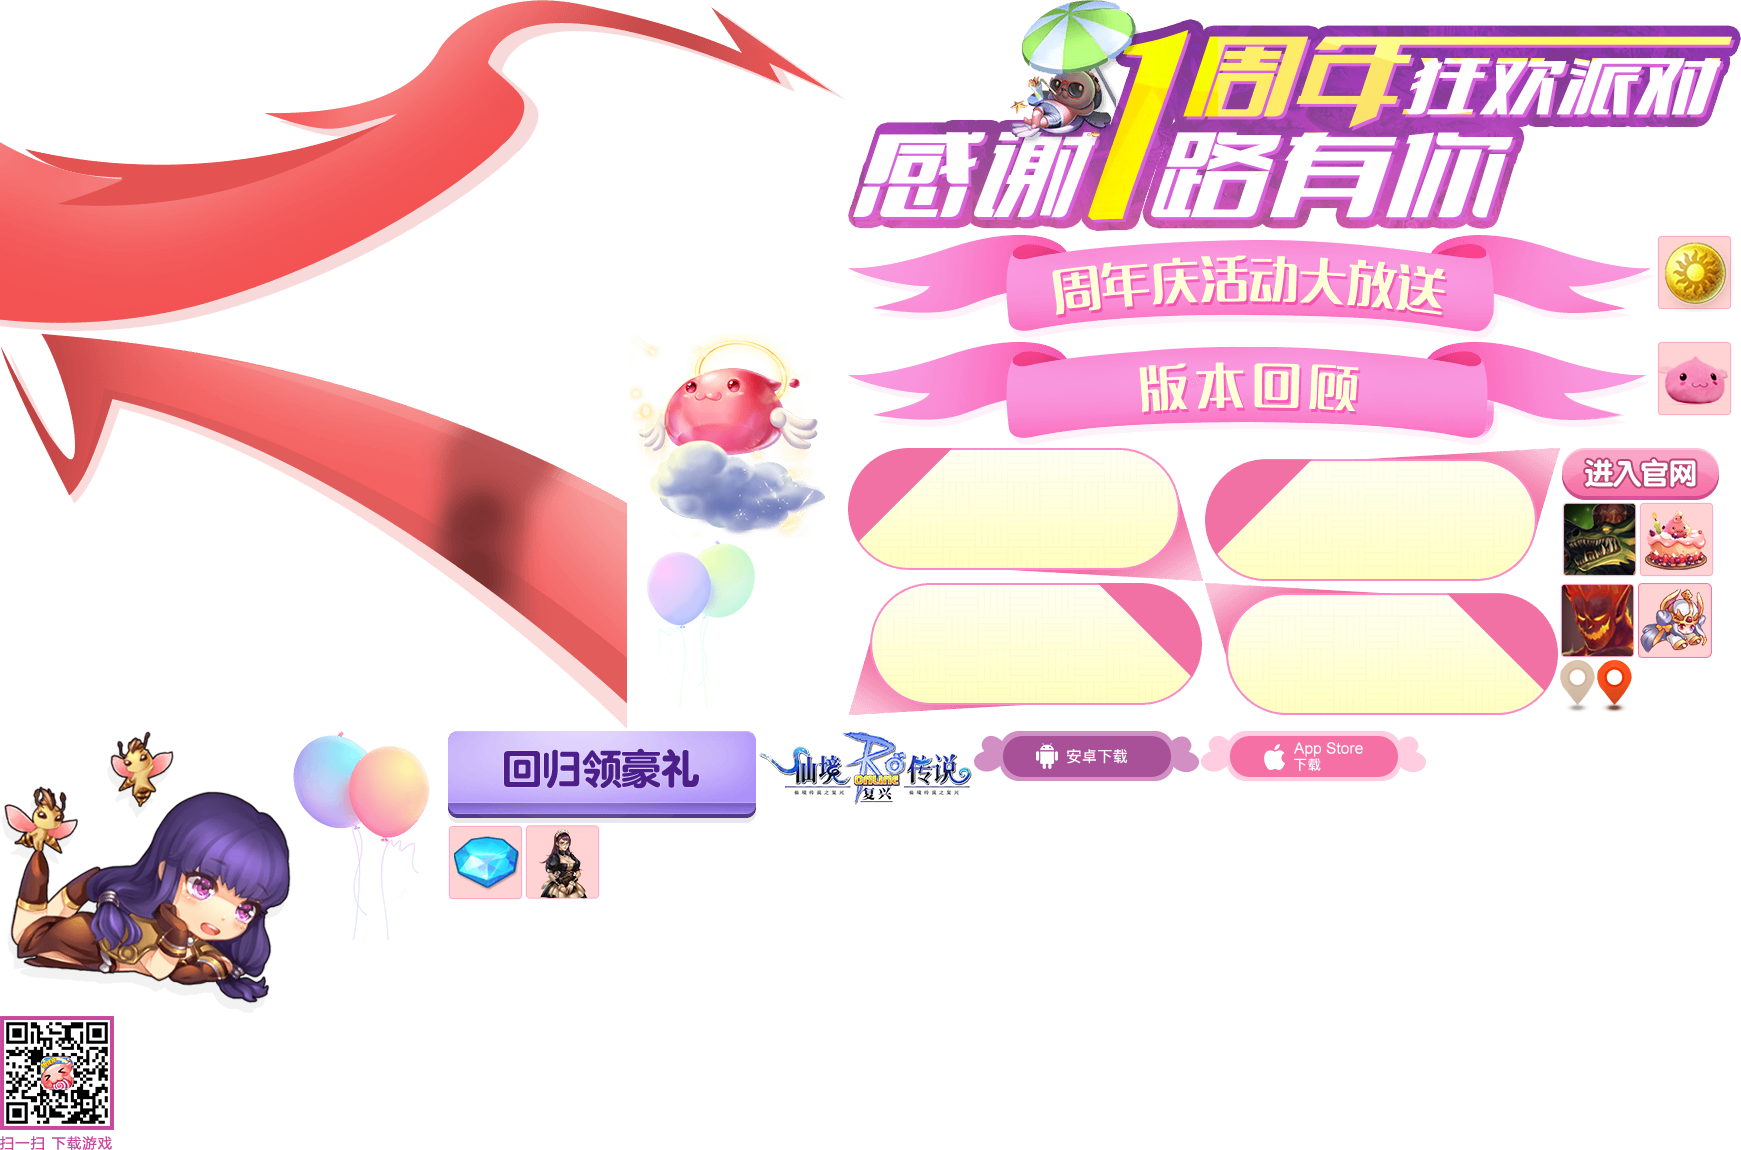 1周年狂欢派对
感谢1路有你
周年庆活动大放送
版本回顾
进入官网
回归领豪礼
仙境传说
RO
ONLINE
复兴
安卓下载
App Store
下载
扫一扫 下载游戏